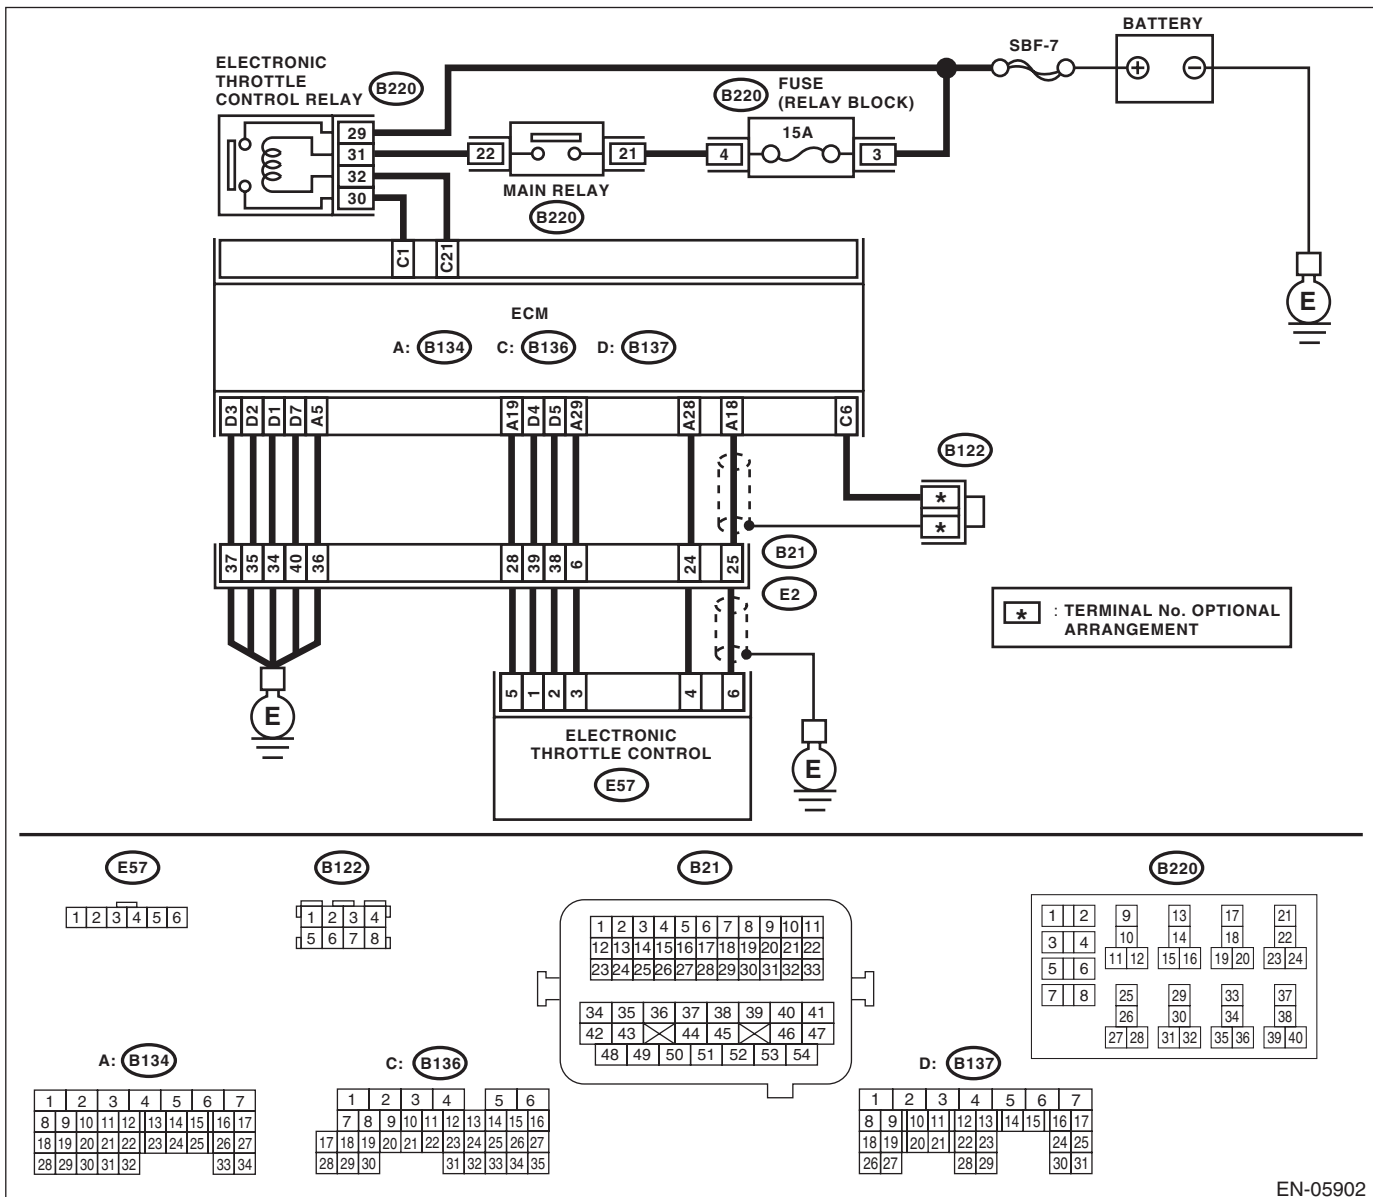 BATTERY
SBF-7
ELECTRONIC
THROTTLE
CONTROL RELAY
B220
B220
FUSE
(RELAY BLOCK)
15A
29
31
32
30
22
21
4
3
MAIN RELAY
B220
E
C1
C21
ECM
A: B134 C: B136 D: B137
D3 D2 D1 D7 A5 A19 D4 D5 A29 A28 A18 C6
B122
*
*
37 35 34 40 36 28 39 38 6 24 25
B21
E2
* : TERMINAL No. OPTIONAL
ARRANGEMENT
5 1 2 3 4 6
E
ELECTRONIC
THROTTLE CONTROL
E57
E
E57
1 2 3 4 5 6
B122
1 2 3 4
5 6 7 8
B21
1 2 3 4 5 6 7 8 9 10 11
12 13 14 15 16 17 18 19 20 21 22
23 24 25 26 27 28 29 30 31 32 33
34 35 36 37 38 39 40 41
42 43 44 45 46 47
48 49 50 51 52 53 54
B220
1 2 9 13 17 21
3 4 10 14 18 22
5 6 11 12 15 16 19 20 23 24
7 8 25 29 33 37
26 30 34 38
27 28 31 32 35 36 39 40
A: B134
1 2 3 4 5 6 7
8 9 10 11 12 13 14 15 16 17
18 19 20 21 22 23 24 25 26 27
28 29 30 31 32 33 34
C: B136
1 2 3 4 5 6
7 8 9 10 11 12 13 14 15 16
17 18 19 20 21 22 23 24 25 26 27
28 29 30 31 32 33 34 35
D: B137
1 2 3 4 5 6 7
8 9 10 11 12 13 14 15 16 17
18 19 20 21 22 23 24 25
26 27 28 29 30 31
EN-05902